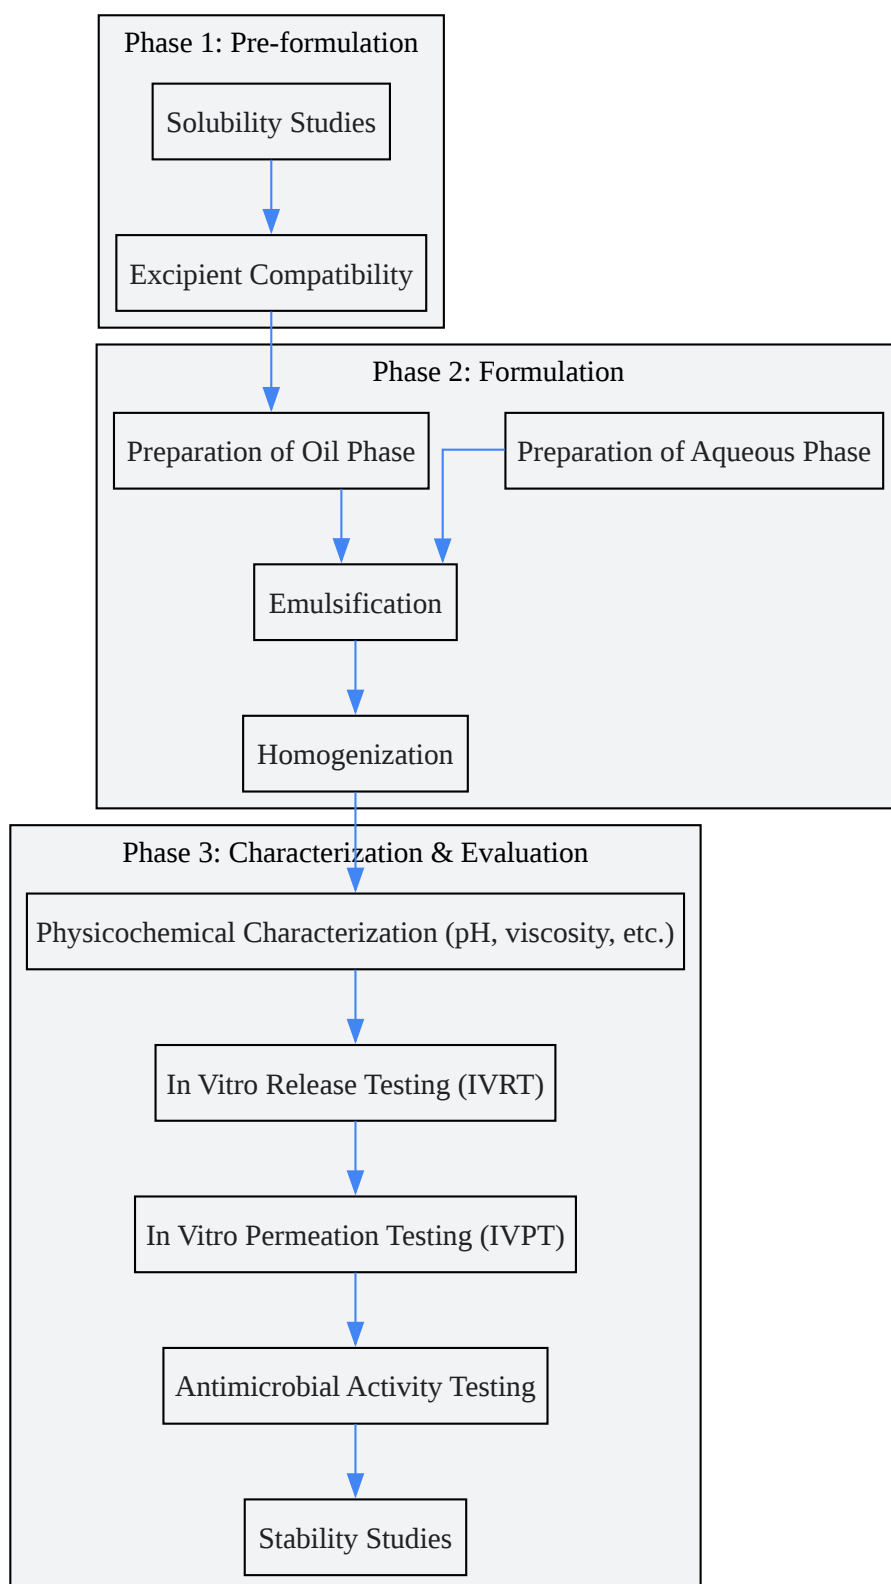 Phase 1: Pre-formulation
Solubility Studies
Excipient Compatibility
Phase 2: Formulation
Preparation of Oil Phase
Preparation of Aqueous Phase
Emulsification
Homogenization
Phase 3: Characterization & Evaluation
Physicochemical Characterization (pH, viscosity, etc.)
In Vitro Release Testing (IVRT)
In Vitro Permeation Testing (IVPT)
Antimicrobial Activity Testing
Stability Studies